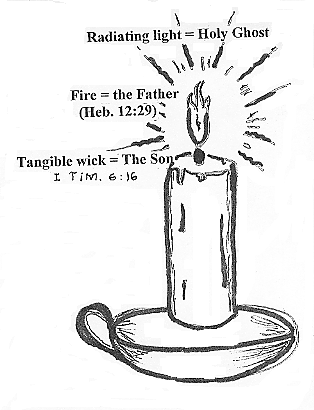 Radiating light = Holy Ghost
Fire = the Father
(Heb. 12:29)
Tangible wick = The Son
I TiM. 6:16